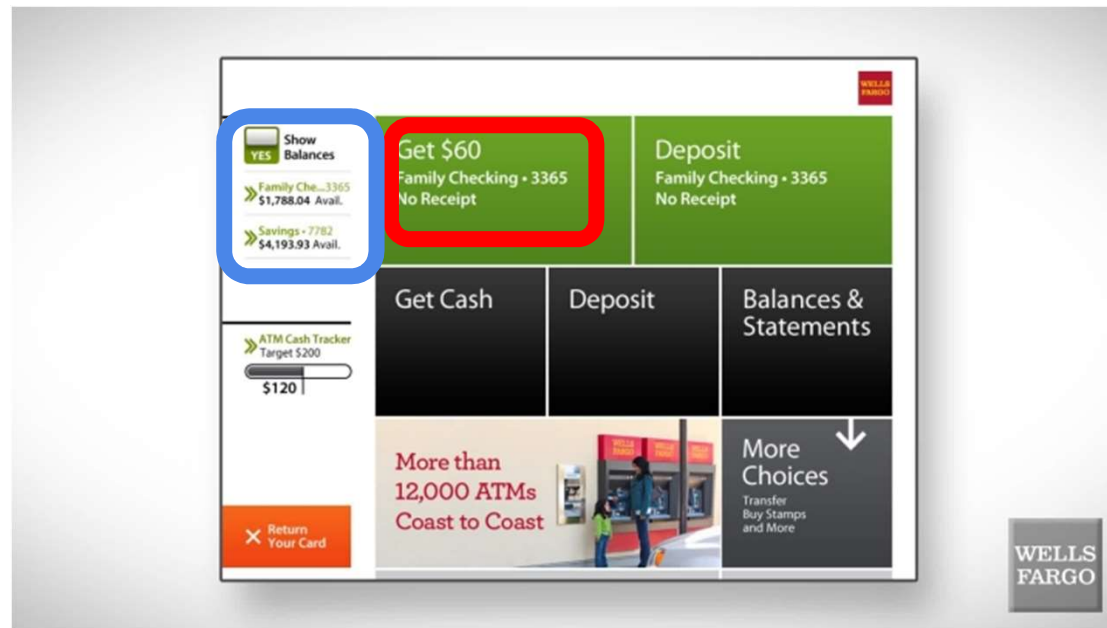 WELLS
FARGO
YES
Show
Balances
Family Che...3365
$1,788.04 Avail.
Savings • 7782
$4,193.93 Avail.
Get $60
Family Checking • 3365
No Receipt
Deposit
Family Checking • 3365
No Receipt
ATM Cash Tracker
Target $200
$120
Get Cash
Deposit
Balances &
Statements
More than
12,000 ATMs
Coast to Coast
More
Choices
Transfer
Buy Stamps
and More
Return
Your Card
WELLS
FARGO